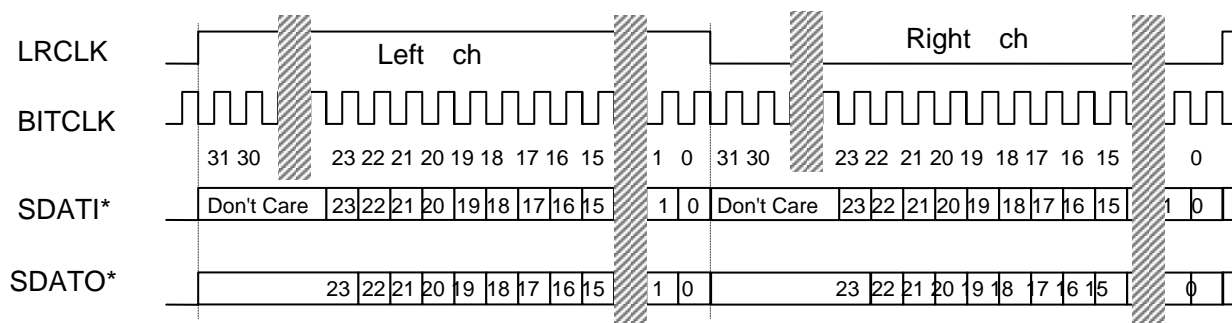 LRCLK Left ch Right ch
BITCLK
31 30 23 22 21 20 19 18 17 16 15 1 0 31 30 23 22 21 20 19 18 17 16 15 0
SDATI* Don't Care 23 22 21 20 19 18 17 16 15 1 0 Don't Care 23 22 21 20 19 18 17 16 15 1 0
SDATO* 23 22 21 20 19 18 17 16 15 1 0 23 22 21 20 19 18 17 16 15 0